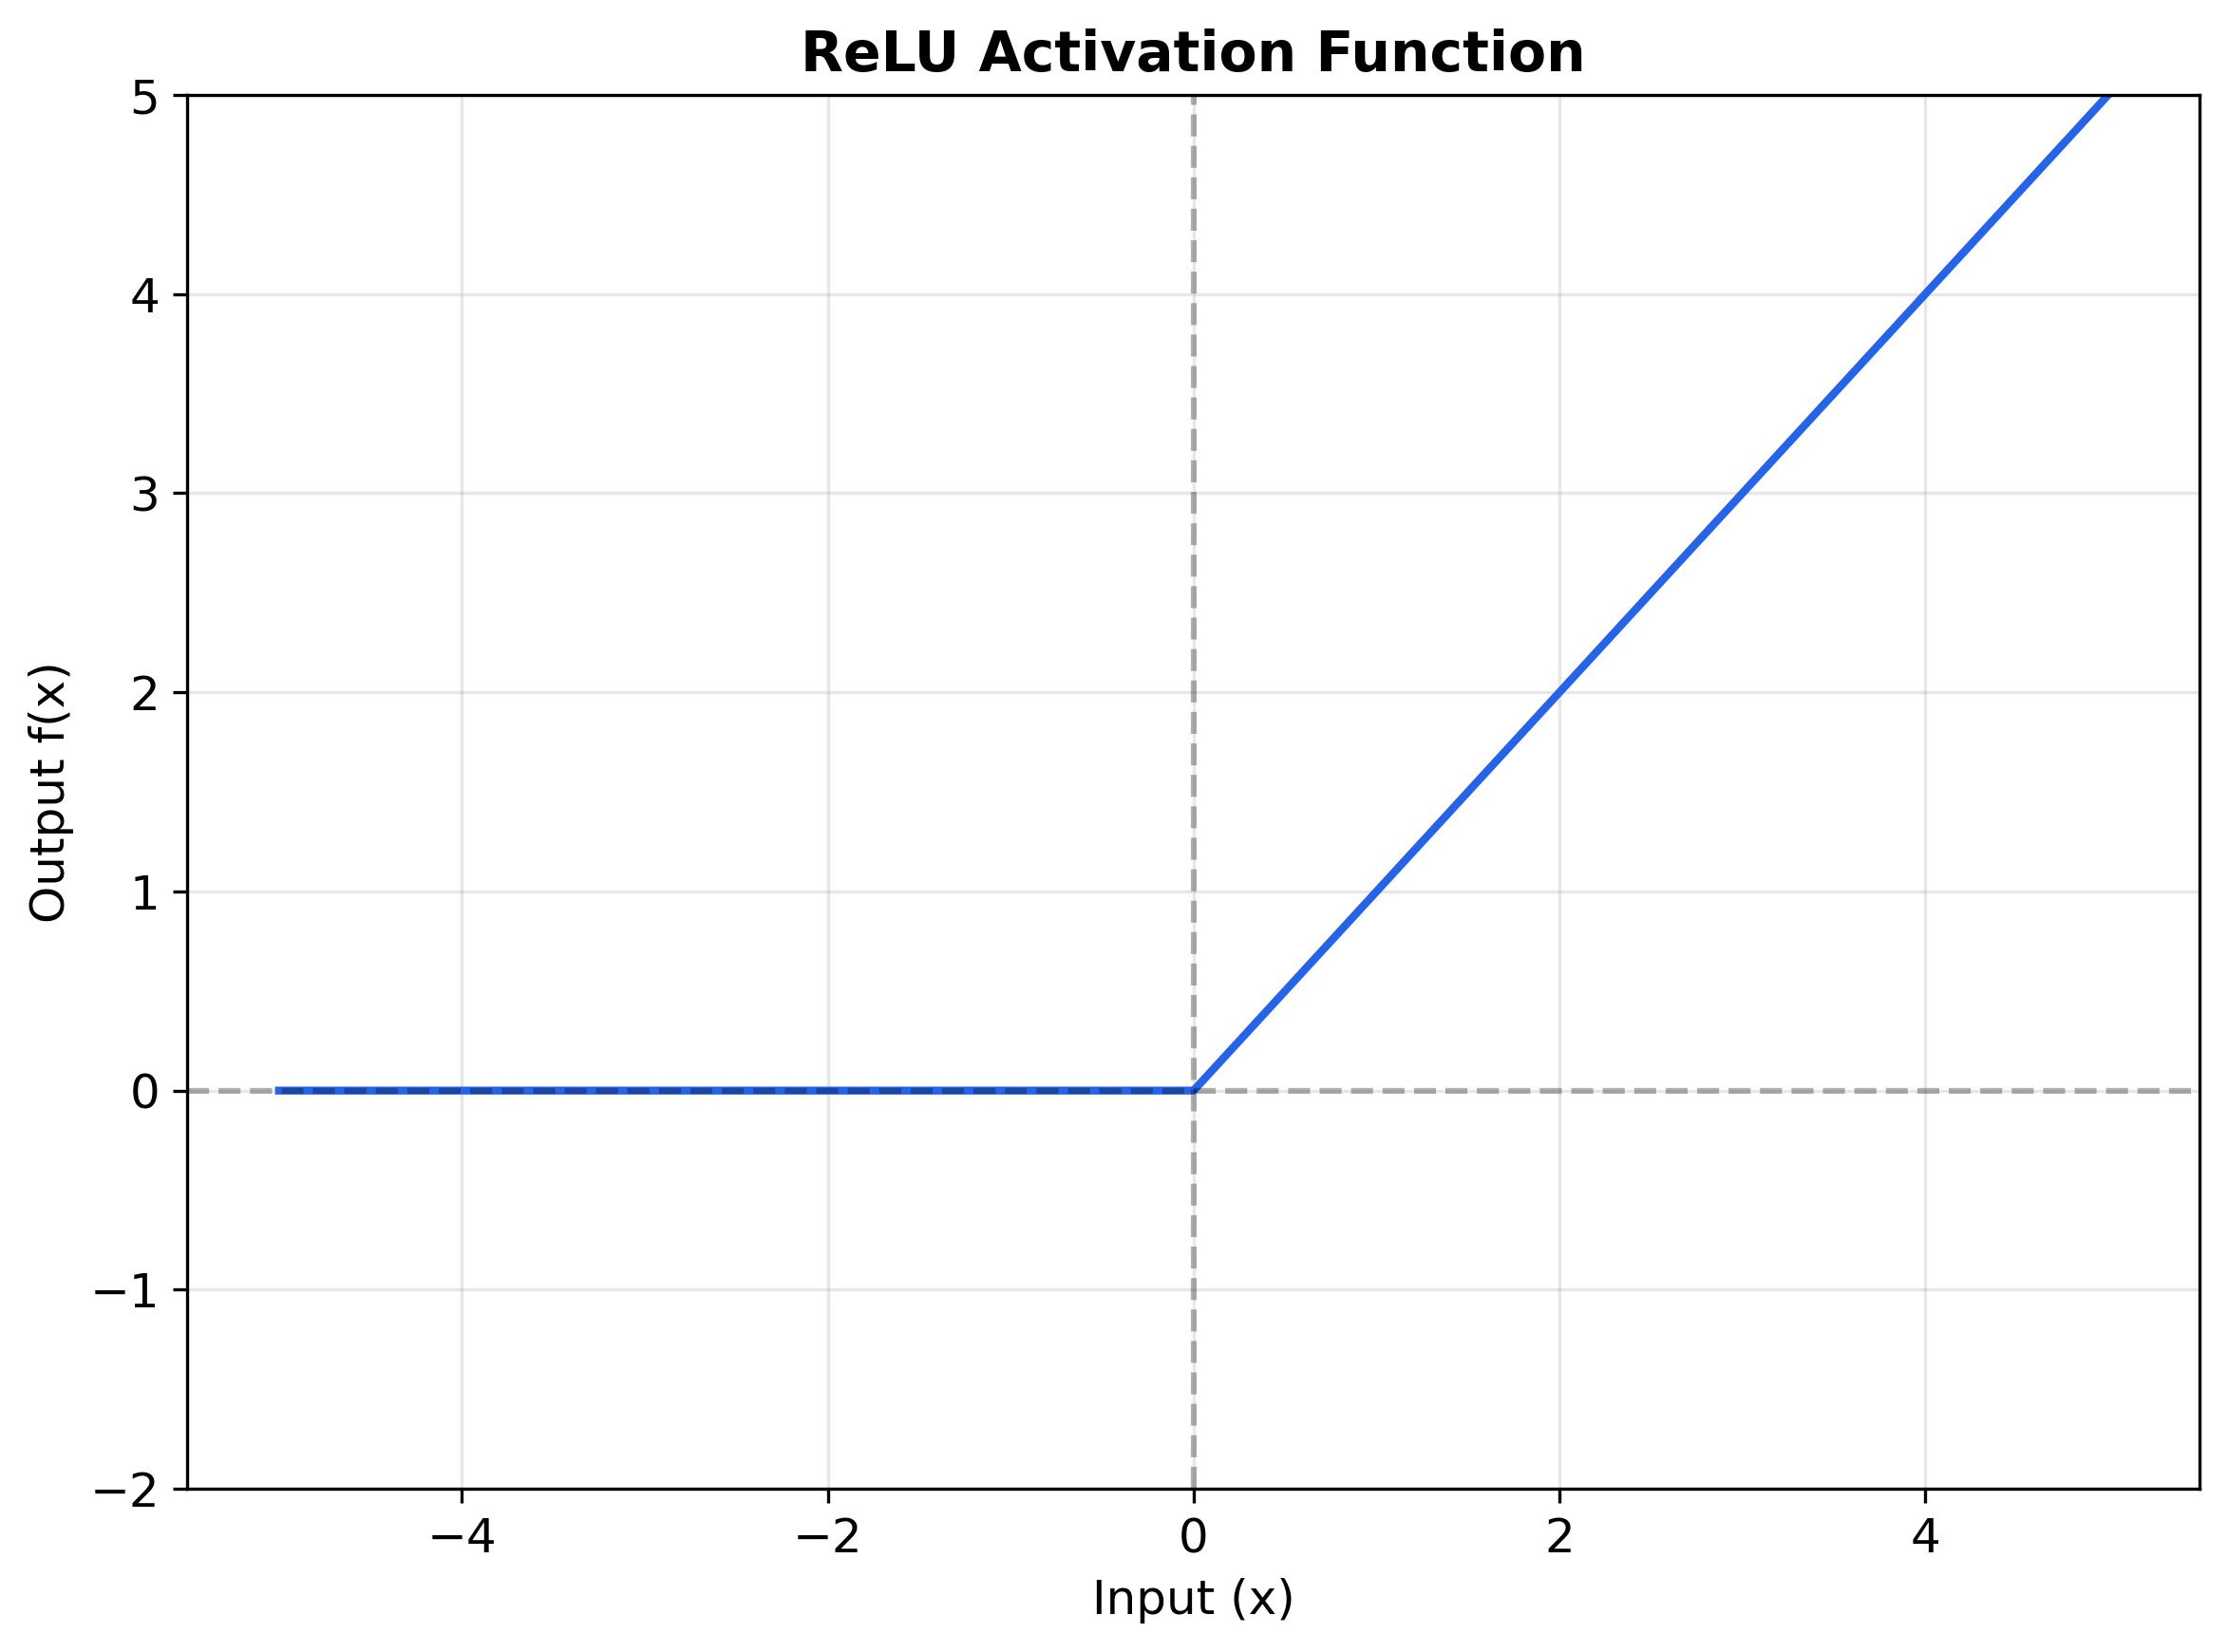 ReLU Activation Function
5
4
3
2
1
0
−1
−2
Output f(x)
−4 −2 0 2 4
Input (x)